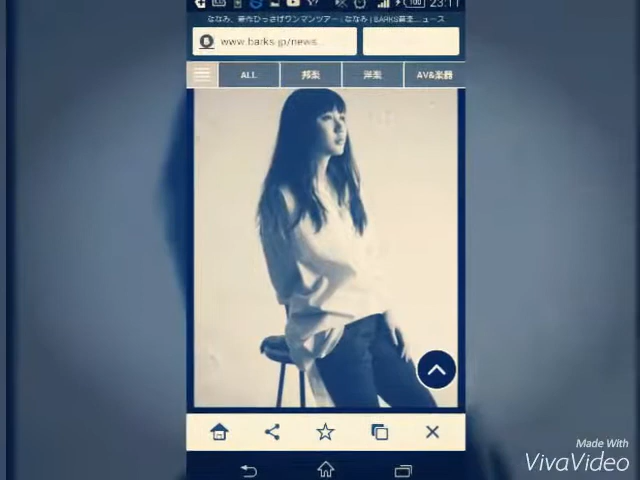 23:11
ななみ、新作ひっさげワンマンツアー | ななみ | BARKS音楽ニュース
www.barks.jp/news...
ALL
邦楽
洋楽
AV&楽器
Made With
VivaVideo